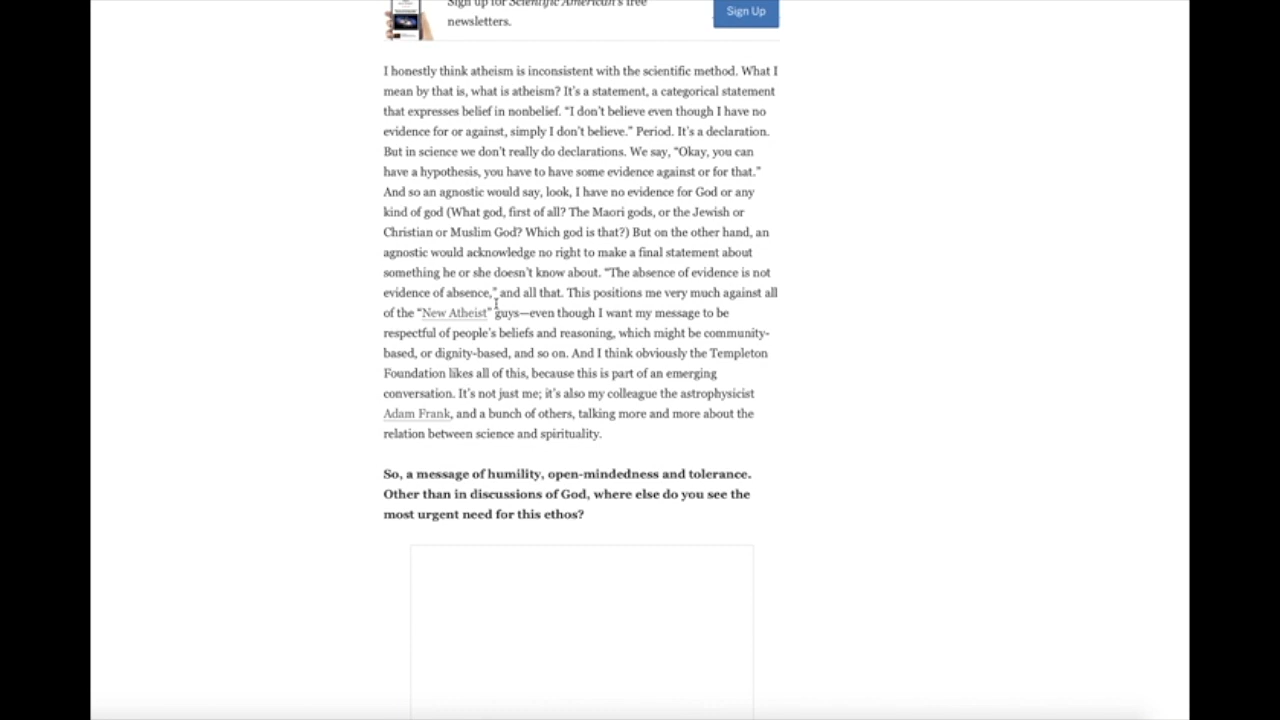 Sign up for Scientific American's free
newsletters.
Sign Up
I honestly think atheism is inconsistent with the scientific method. What I
mean by that is, what is atheism? It's a statement, a categorical statement
that expresses belief in nonbelief. “I don't believe even though I have no
evidence for or against, simply I don't believe.” Period. It's a declaration.
But in science we don't really do declarations. We say, “Okay, you can
have a hypothesis, you have to have some evidence against or for that.”
And so an agnostic would say, look, I have no evidence for God or any
kind of god (What god, first of all? The Maori gods, or the Jewish or
Christian or Muslim God? Which god is that?) But on the other hand, an
agnostic would acknowledge no right to make a final statement about
something he or she doesn't know about. “The absence of evidence is not
evidence of absence,” and all that. This positions me very much against all
of the “New Atheist” guys—even though I want my message to be
respectful of people's beliefs and reasoning, which might be community-
based, or dignity-based, and so on. And I think obviously the Templeton
Foundation likes all of this, because this is part of an emerging
conversation. It's not just me; it's also my colleague the astrophysicist
Adam Frank, and a bunch of others, talking more and more about the
relation between science and spirituality.
So, a message of humility, open-mindedness and tolerance.
Other than in discussions of God, where else do you see the
most urgent need for this ethos?